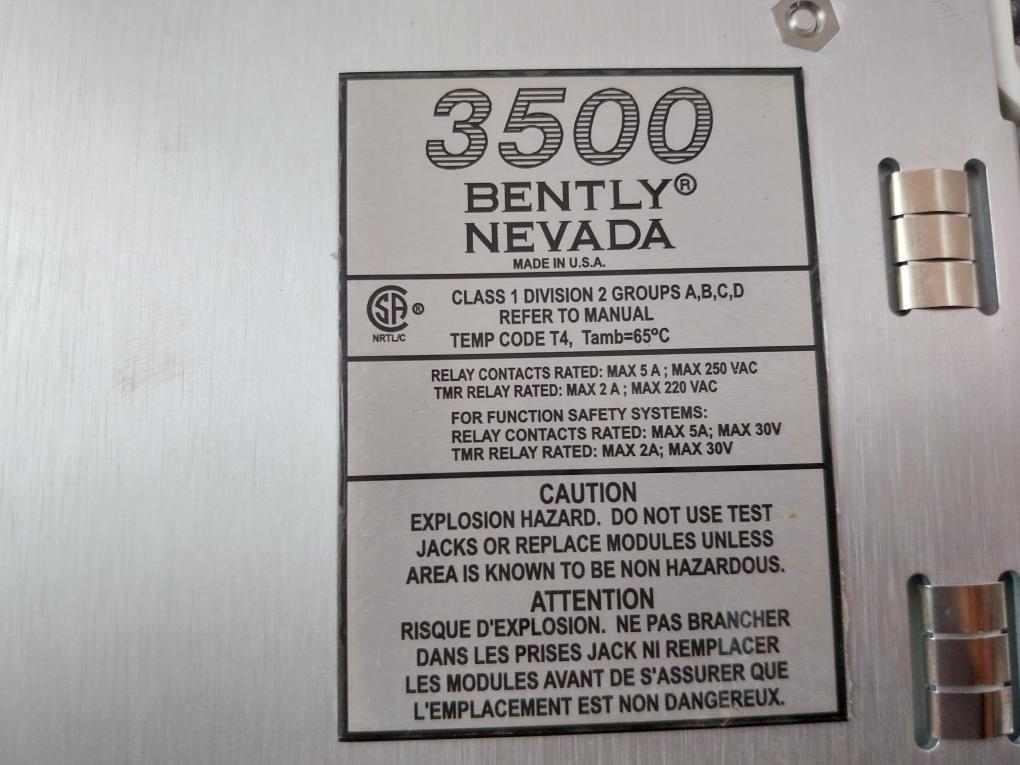 3500
BENTLY®
NEVADA
MADE IN U.S.A.
CSA ®
NRTL/C
CLASS 1 DIVISION 2 GROUPS A,B,C,D
REFER TO MANUAL
TEMP CODE T4, Tamb=65ºC
RELAY CONTACTS RATED: MAX 5 A ; MAX 250 VAC
TMR RELAY RATED: MAX 2 A ; MAX 220 VAC
FOR FUNCTION SAFETY SYSTEMS:
RELAY CONTACTS RATED: MAX 5A; MAX 30V
TMR RELAY RATED: MAX 2A; MAX 30V
CAUTION
EXPLOSION HAZARD. DO NOT USE TEST
JACKS OR REPLACE MODULES UNLESS
AREA IS KNOWN TO BE NON HAZARDOUS.
ATTENTION
RISQUE D'EXPLOSION. NE PAS BRANCHER
DANS LES PRISES JACK NI REMPLACER
LES MODULES AVANT DE S'ASSURER QUE
L'EMPLACEMENT EST NON DANGEREUX.